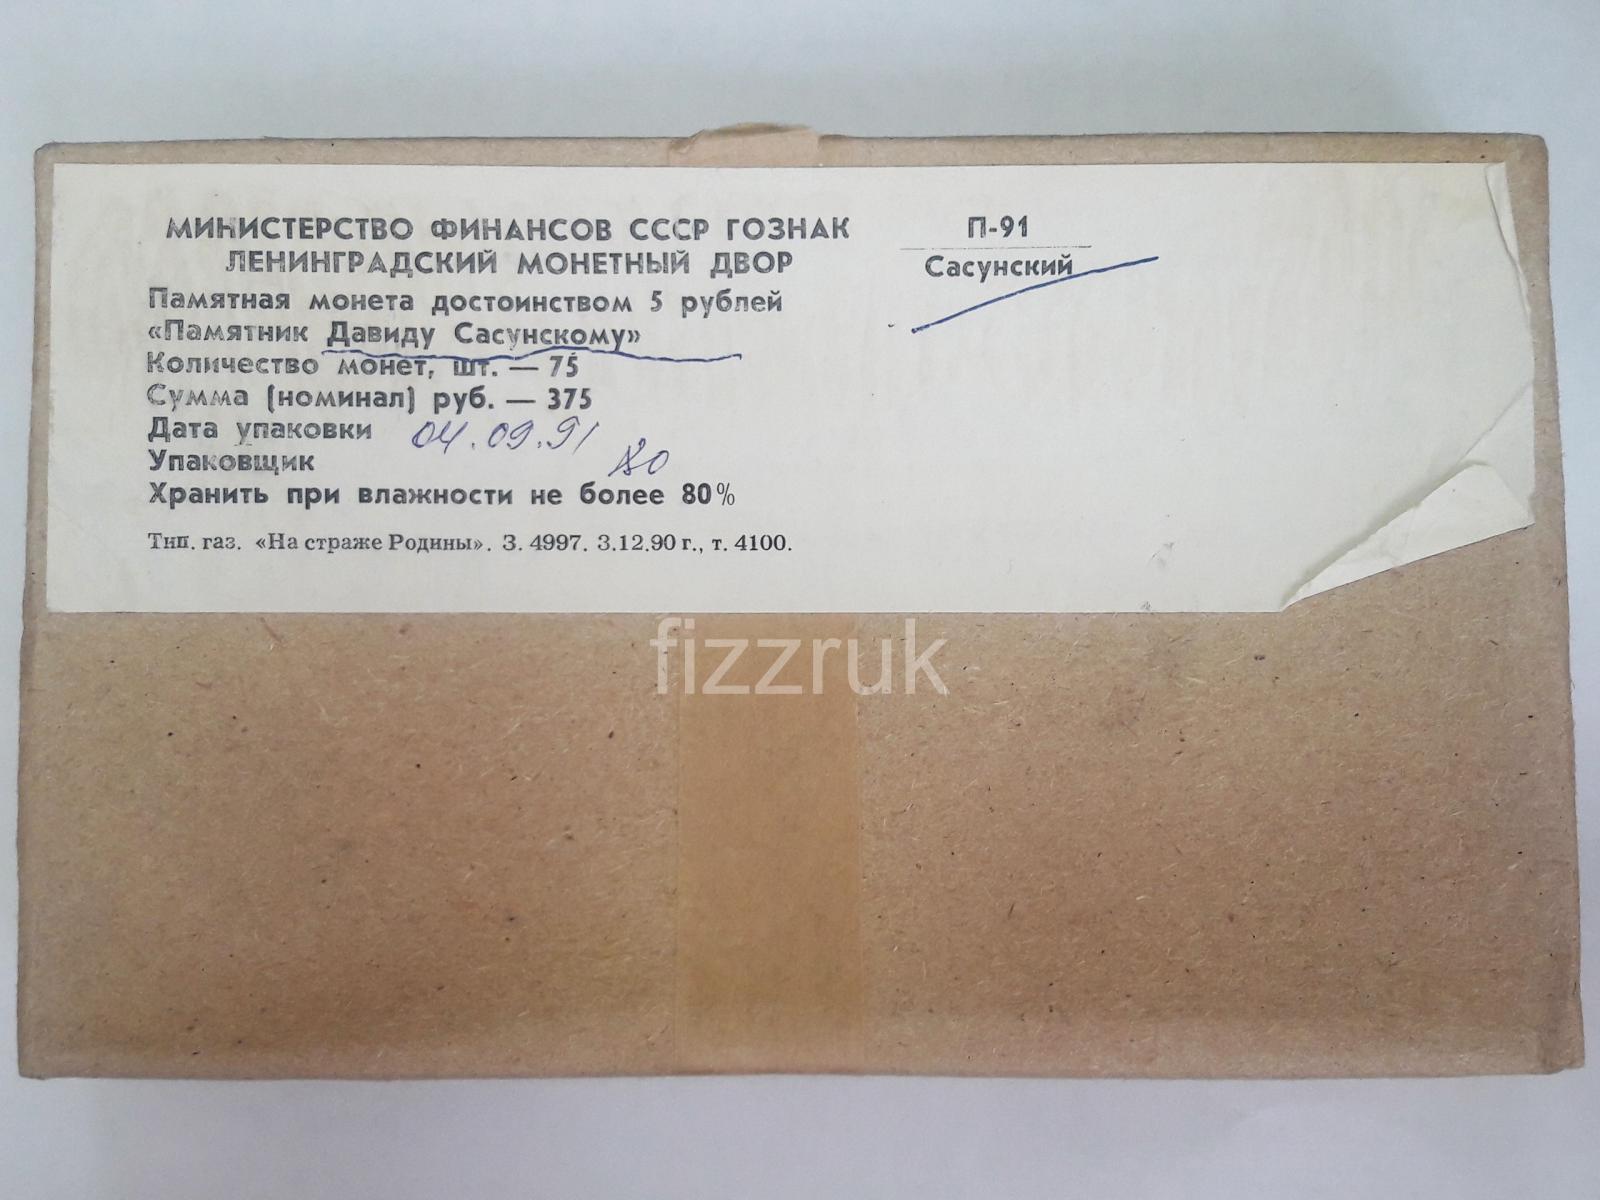 МИНИСТЕРСТВО ФИНАНСОВ СССР ГОЗНАК
ЛЕНИНГРАДСКИЙ МОНЕТНЫЙ ДВОР
Памятная монета достоинством 5 рублей
«Памятник Давиду Сасунскому»
Количество монет, шт. — 75
Сумма (номинал) руб. — 375
Дата упаковки 04.09.91
Упаковщик
Хранить при влажности не более 80%
Тип. газ. «На страже Родины». З. 4997. 3.12.90 г., т. 4100.
П-91
Сасунский
fizzruk